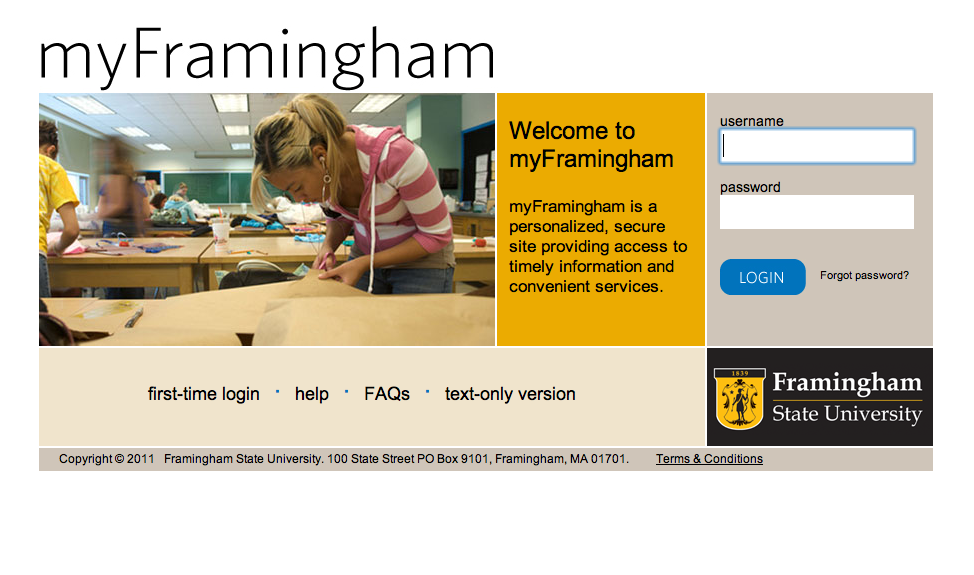 myFramingham
Welcome to
myFramingham
myFramingham is a
personalized, secure
site providing access to
timely information and
convenient services.
username
password
LOGIN
Forgot password?
first-time login · help · FAQs · text-only version
1839
Framingham
State University
Copyright © 2011 Framingham State University. 100 State Street PO Box 9101, Framingham, MA 01701. Terms & Conditions